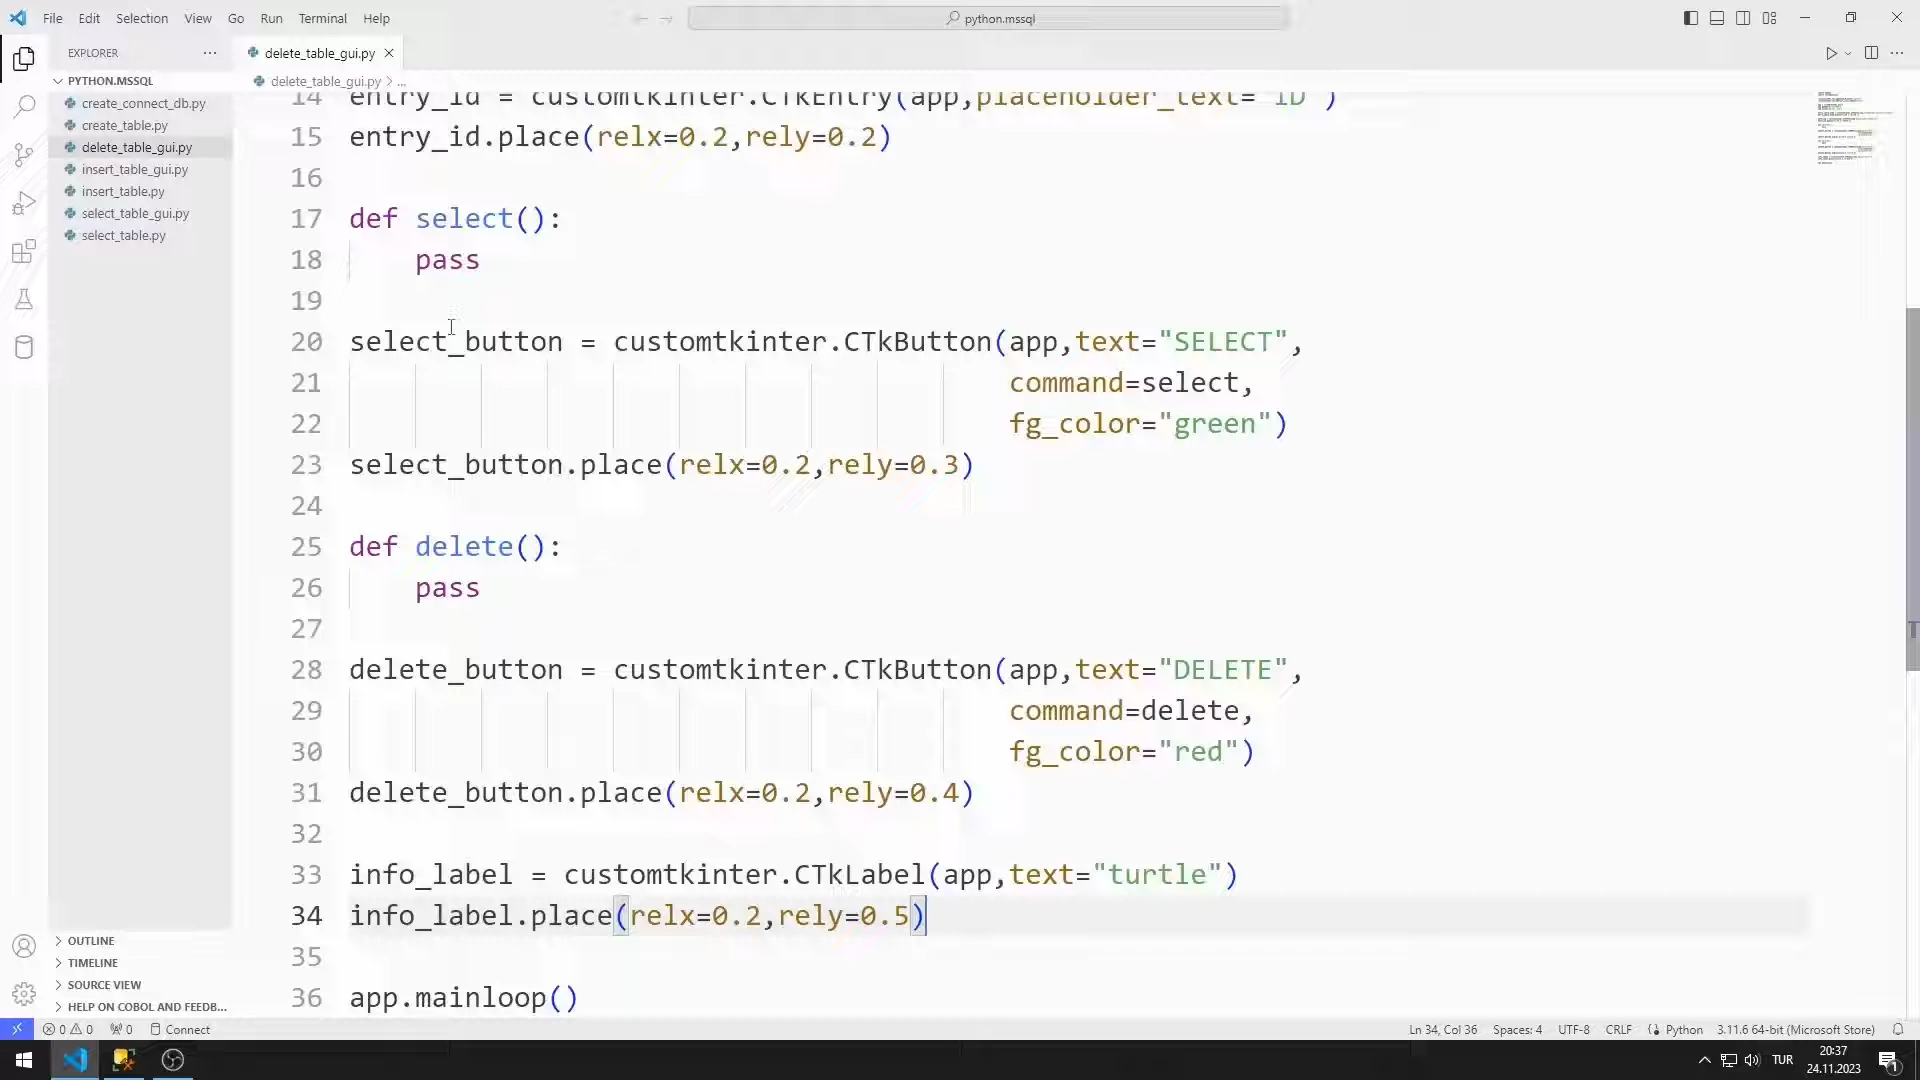 File Edit Selection View Go Run Terminal Help
python.mssql
EXPLORER ...
delete_table_gui.py
PYTHON.MSSQL
delete_table_gui.py > ...
create_connect_db.py
create_table.py
delete_table_gui.py
insert_table_gui.py
insert_table.py
select_table_gui.py
select_table.py
14 entry_id = customtkinter.CTkEntry(app,placeholder_text="ID")
15 entry_id.place(relx=0.2,rely=0.2)
16
17 def select():
18 pass
19
20 select_button = customtkinter.CTkButton(app,text="SELECT",
21 command=select,
22 fg_color="green")
23 select_button.place(relx=0.2,rely=0.3)
24
25 def delete():
26 pass
27
28 delete_button = customtkinter.CTkButton(app,text="DELETE",
29 command=delete,
30 fg_color="red")
31 delete_button.place(relx=0.2,rely=0.4)
32
33 info_label = customtkinter.CTkLabel(app,text="turtle")
34 info_label.place(relx=0.2,rely=0.5)
35
36 app.mainloop()
OUTLINE
TIMELINE
SOURCE VIEW
HELP ON COBOL AND FEEDB...
0 0 0 Connect
Ln 34, Col 36 Spaces: 4 UTF-8 CRLF Python 3.11.6 64-bit (Microsoft Store)
TUR
20:37
24.11.2023
1